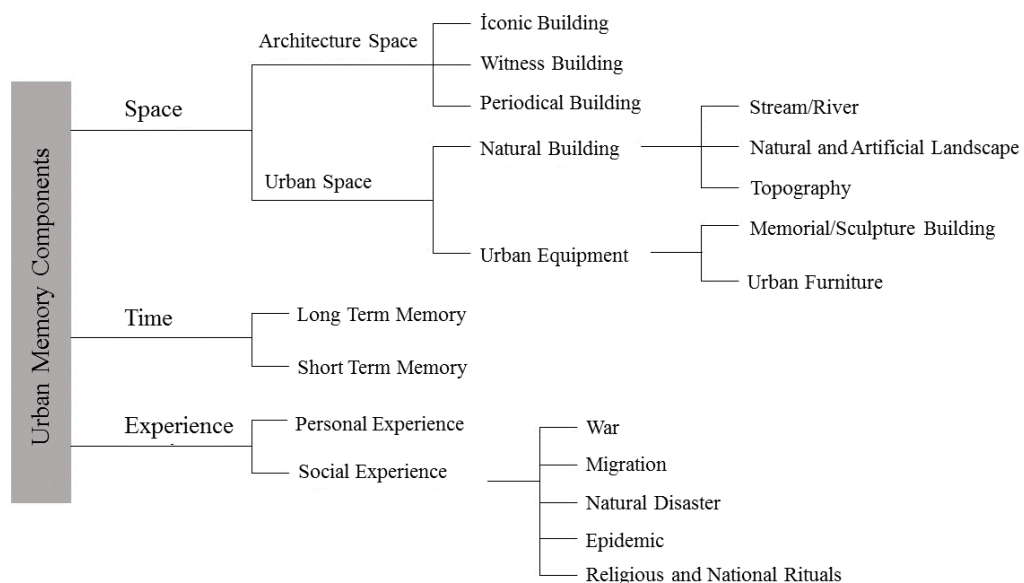 Urban Memory Components
Space
Architecture Space
İconic Building
Witness Building
Periodical Building
Urban Space
Natural Building
Stream/River
Natural and Artificial Landscape
Topography
Urban Equipment
Memorial/Sculpture Building
Urban Furniture
Time
Long Term Memory
Short Term Memory
Experience
Personal Experience
Social Experience
War
Migration
Natural Disaster
Epidemic
Religious and National Rituals